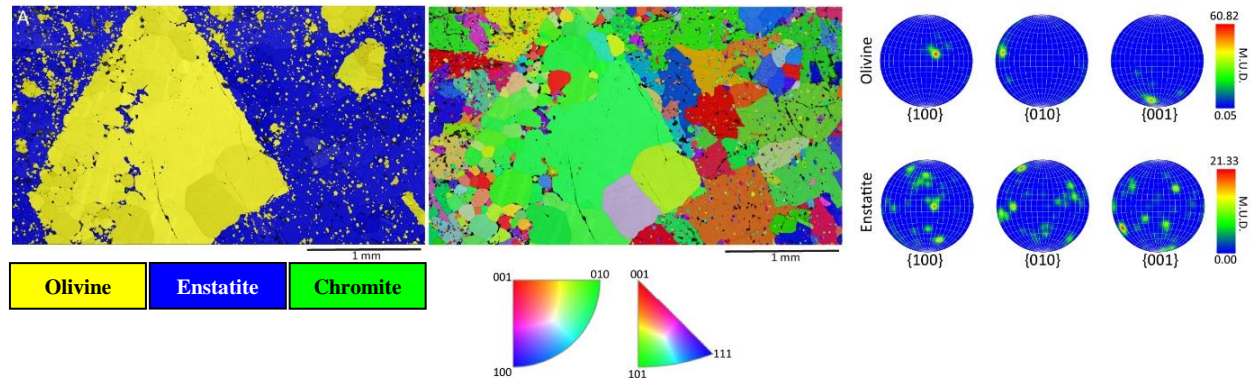 A
1 mm
1 mm
Olivine Enstatite Chromite
001 010
100
001
111
101
Olivine
{100} {010} {001}
60.82
M.U.D.
0.05
Enstatite
{100} {010} {001}
21.33
M.U.D.
0.00